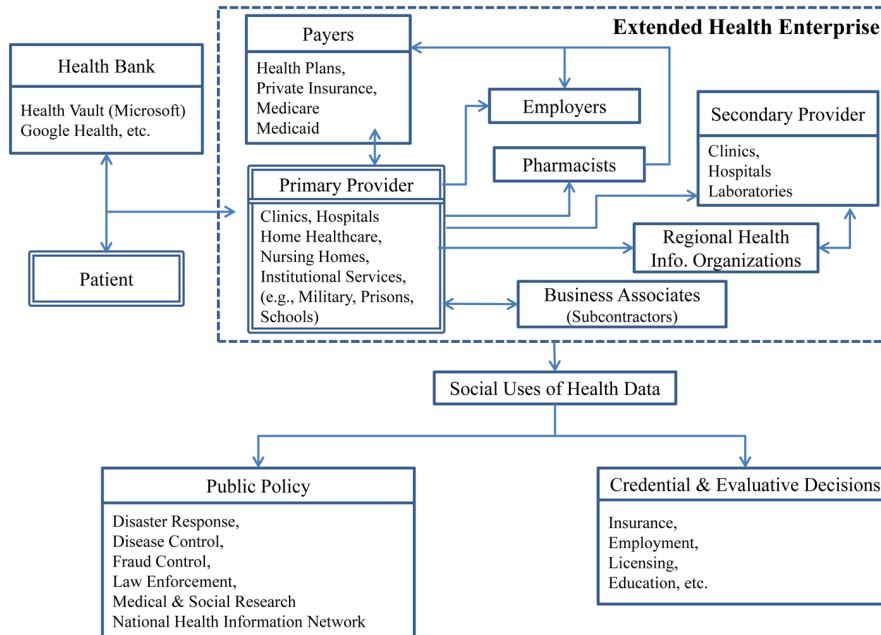 Extended Health Enterprise
Payers
Health Plans,
Private Insurance,
Medicare
Medicaid
Health Bank
Health Vault (Microsoft)
Google Health, etc.
Employers
Secondary Provider
Clinics,
Hospitals
Laboratories
Pharmacists
Primary Provider
Clinics, Hospitals
Home Healthcare,
Nursing Homes,
Institutional Services,
(e.g., Military, Prisons,
Schools)
Patient
Regional Health
Info. Organizations
Business Associates
(Subcontractors)
Social Uses of Health Data
Public Policy
Disaster Response,
Disease Control,
Fraud Control,
Law Enforcement,
Medical & Social Research
National Health Information Network
Credential & Evaluative Decisions
Insurance,
Employment,
Licensing,
Education, etc.